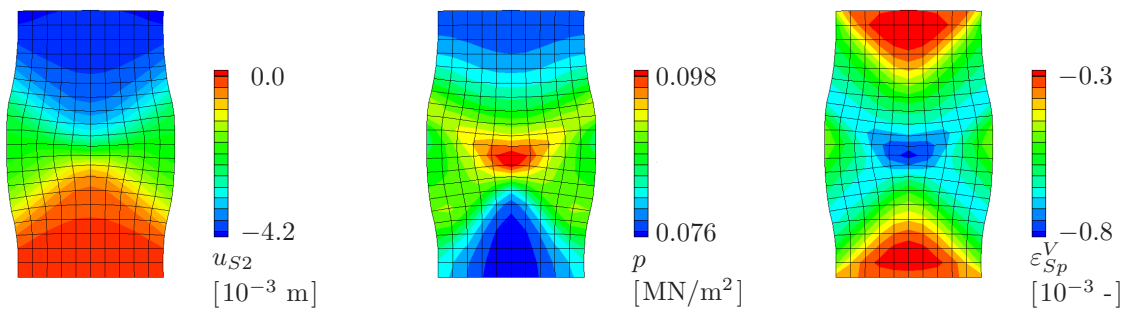 0.0
−4.2
u_{S2}
[10^{−3} m]
0.098
0.076
p
[MN/m^2]
−0.3
−0.8
ε^V_{Sp}
[10^{−3} -]